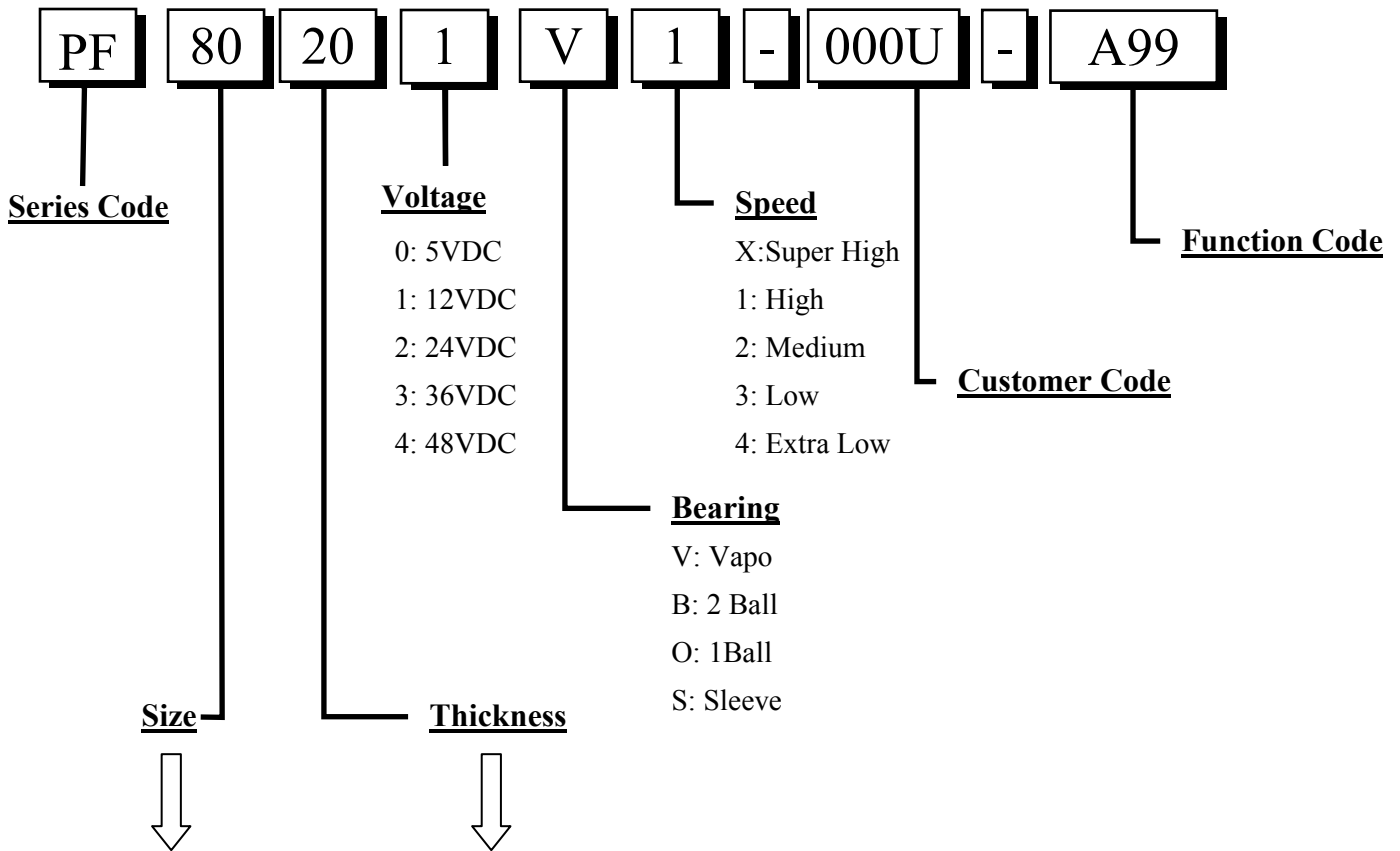 PF 80 20 1 V 1 - 000U - A99
Series Code
Voltage
0: 5VDC
1: 12VDC
2: 24VDC
3: 36VDC
4: 48VDC
Speed
X:Super High
1: High
2: Medium
3: Low
4: Extra Low
Function Code
Customer Code
Bearing
V: Vapo
B: 2 Ball
O: 1Ball
S: Sleeve
Size
Thickness